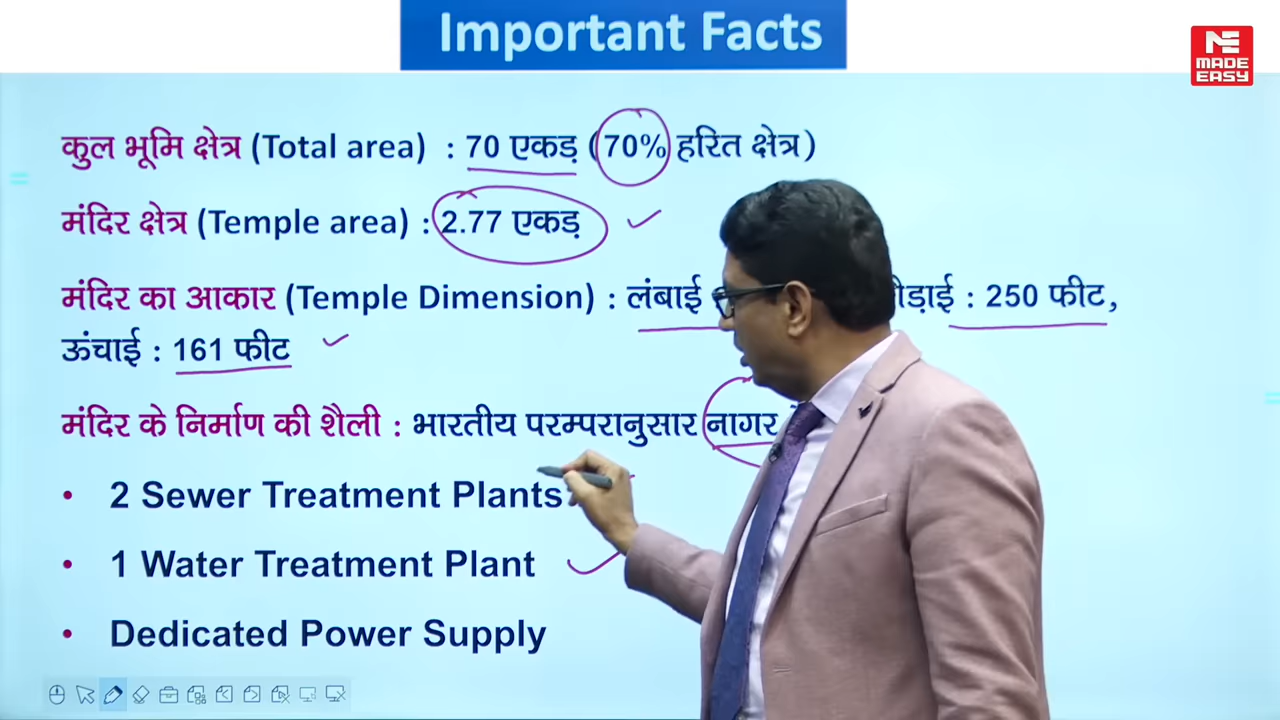 Important Facts
ME
MADE
EASY
कुल भूमि क्षेत्र (Total area) : 70 एकड़ (70% हरित क्षेत्र)
मंदिर क्षेत्र (Temple area) : 2.77 एकड़
मंदिर का आकार (Temple Dimension) : लंबाई : 250 फीट,
ऊंचाई : 161 फीट
मंदिर के निर्माण की शैली : भारतीय परम्परानुसार नागर
• 2 Sewer Treatment Plants
• 1 Water Treatment Plant
• Dedicated Power Supply